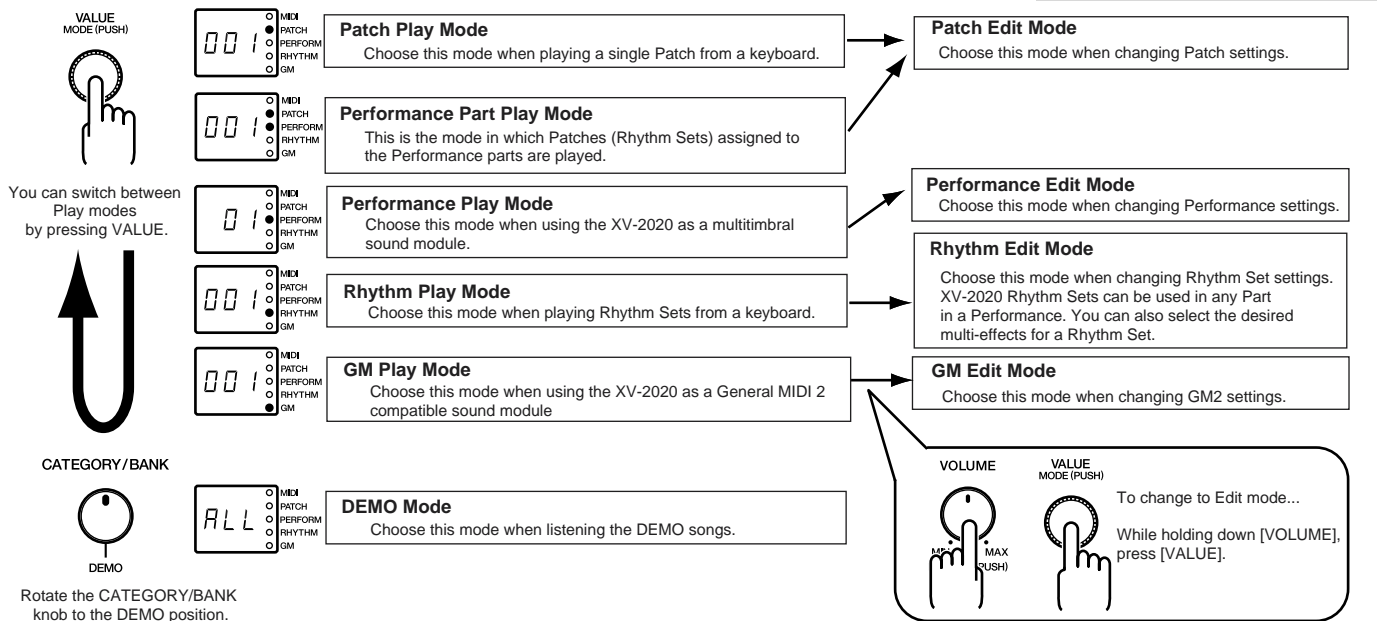 VALUE
MODE (PUSH)
You can switch between
Play modes
by pressing VALUE.
001
MIDI
PATCH
PERFORM
RHYTHM
GM
Patch Play Mode
Choose this mode when playing a single Patch from a keyboard.
Patch Edit Mode
Choose this mode when changing Patch settings.
001
MIDI
PATCH
PERFORM
RHYTHM
GM
Performance Part Play Mode
This is the mode in which Patches (Rhythm Sets) assigned to
the Performance parts are played.
01
MIDI
PATCH
PERFORM
RHYTHM
GM
Performance Play Mode
Choose this mode when using the XV-2020 as a multitimbral
sound module.
Performance Edit Mode
Choose this mode when changing Performance settings.
001
MIDI
PATCH
PERFORM
RHYTHM
GM
Rhythm Play Mode
Choose this mode when playing Rhythm Sets from a keyboard.
Rhythm Edit Mode
Choose this mode when changing Rhythm Set settings.
XV-2020 Rhythm Sets can be used in any Part
in a Performance. You can also select the desired
multi-effects for a Rhythm Set.
001
MIDI
PATCH
PERFORM
RHYTHM
GM
GM Play Mode
Choose this mode when using the XV-2020 as a General MIDI 2
compatible sound module
GM Edit Mode
Choose this mode when changing GM2 settings.
VOLUME
MAX
PUSH)
VALUE
MODE (PUSH)
To change to Edit mode...
While holding down [VOLUME],
press [VALUE].
CATEGORY/BANK
DEMO
Rotate the CATEGORY/BANK
knob to the DEMO position.
ALL
MIDI
PATCH
PERFORM
RHYTHM
GM
DEMO Mode
Choose this mode when listening the DEMO songs.